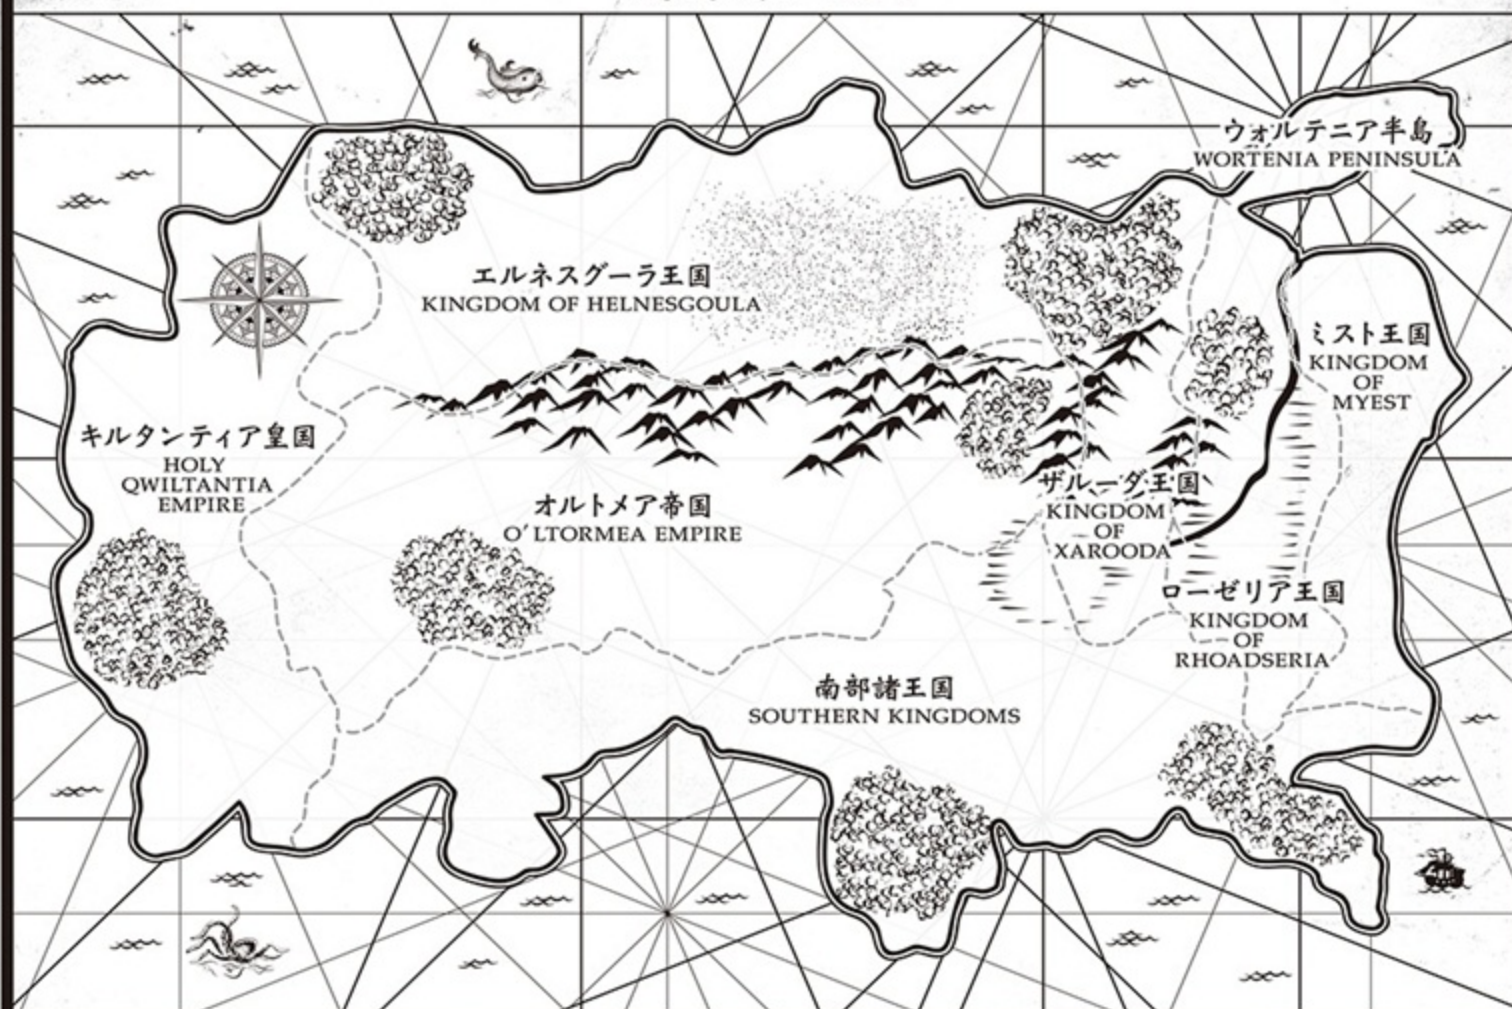 ウォルテニア半島
WORTENIA PENINSULA
エルネスグーラ王国
KINGDOM OF HELNESGOULA
ミスト王国
KINGDOM
OF
MYEST
キルタンティア皇国
HOLY
QWILTANTIA
EMPIRE
オルトメア帝国
O'LTORMEA EMPIRE
ザルーダ王国
KINGDOM
OF
XAROODA
ローゼリア王国
KINGDOM
OF
RHOADSERIA
南部諸王国
SOUTHERN KINGDOMS